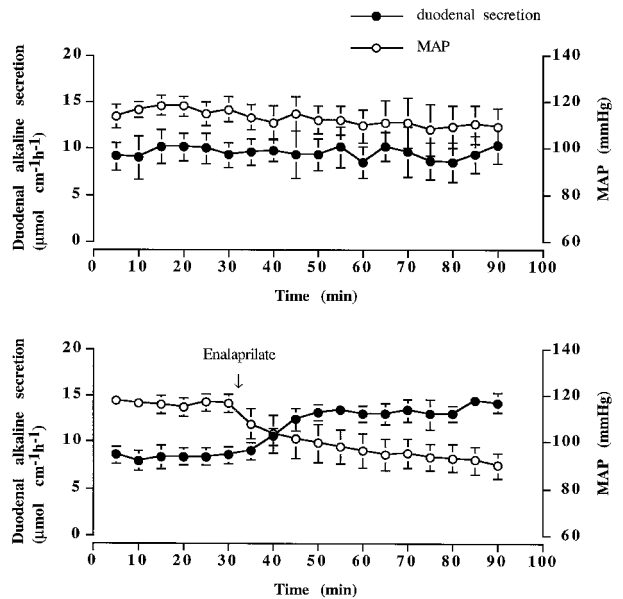 duodenal secretion
MAP
20
15
10
5
0
Duodenal alkaline secretion
(μmol cm⁻¹h⁻¹)
140
120
100
80
60
MAP (mmHg)
0 10 20 30 40 50 60 70 80 90 100
Time (min)
Enalaprilate
20
15
10
5
0
Duodenal alkaline secretion
(μmol cm⁻¹h⁻¹)
140
120
100
80
60
MAP (mmHg)
0 10 20 30 40 50 60 70 80 90 100
Time (min)